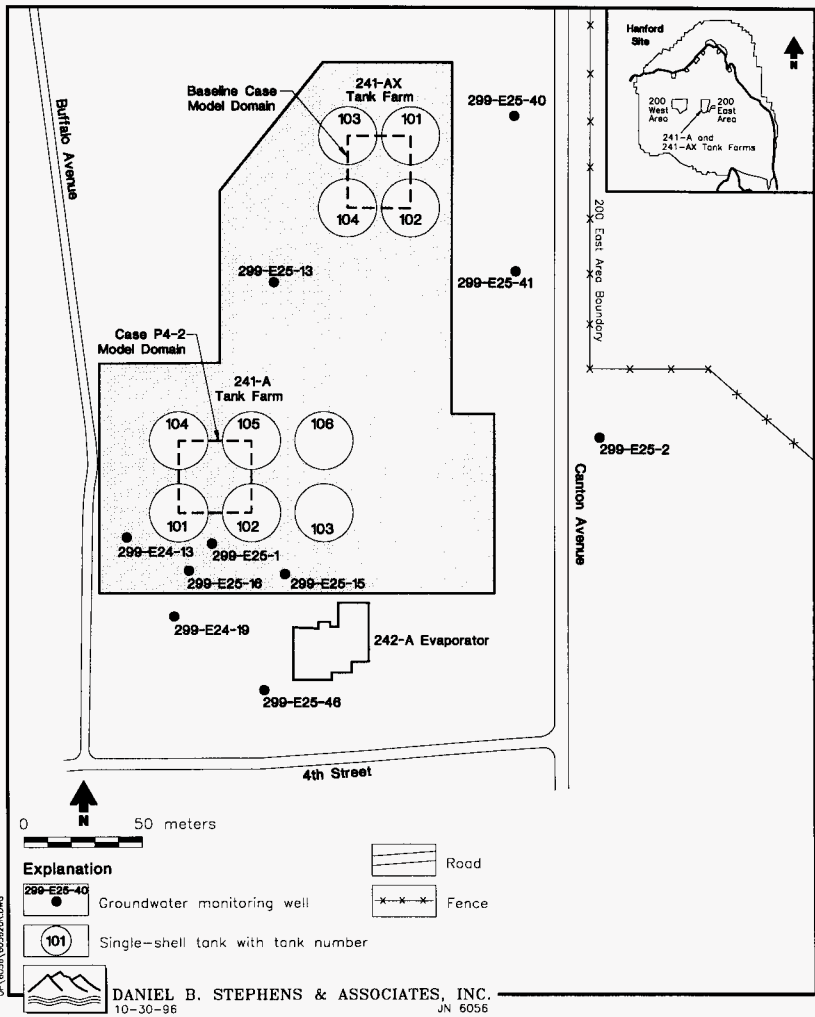 Hanford
Site
N
200
West
Area
200
East
Area
241-A and
241-AX Tank Farms
241-AX
Tank Farm
Baseline Case
Model Domain
103
101
104
102
299-E25-40
Buffalo Avenue
299-E25-13
299-E25-41
200 East Area Boundary
Case P4-2
Model Domain
241-A
Tank Farm
104
105
106
101
102
103
299-E25-2
Canton Avenue
299-E24-13
299-E25-1
299-E25-16
299-E25-15
299-E24-19
242-A Evaporator
299-E25-46
4th Street
N
0 50 meters
Explanation
299-E25-40
Groundwater monitoring well
101
Single-shell tank with tank number
Road
Fence
DANIEL B. STEPHENS & ASSOCIATES, INC.
10-30-96 JN 6056